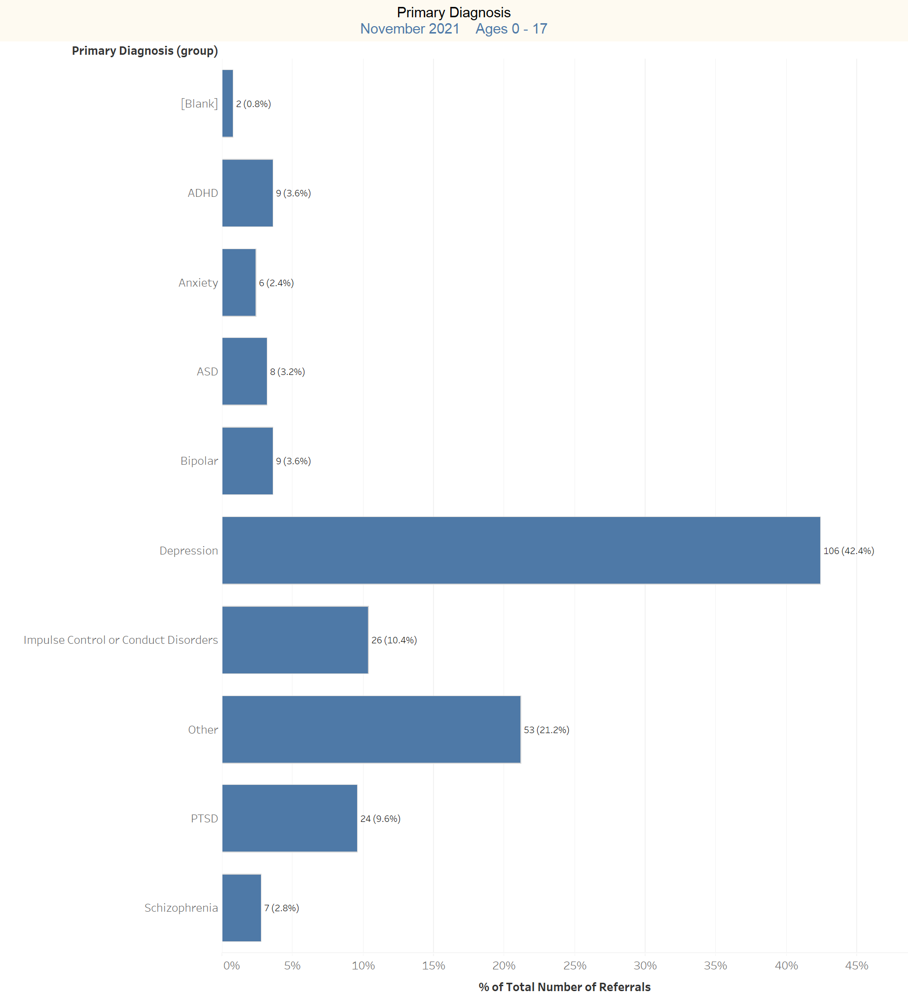 Primary Diagnosis
November 2021 Ages 0 - 17
Primary Diagnosis (group)
[Blank] 2 (0.8%)
ADHD 9 (3.6%)
Anxiety 6 (2.4%)
ASD 8 (3.2%)
Bipolar 9 (3.6%)
Depression 106 (42.4%)
Impulse Control or Conduct Disorders 26 (10.4%)
Other 53 (21.2%)
PTSD 24 (9.6%)
Schizophrenia 7 (2.8%)
0% 5% 10% 15% 20% 25% 30% 35% 40% 45%
% of Total Number of Referrals